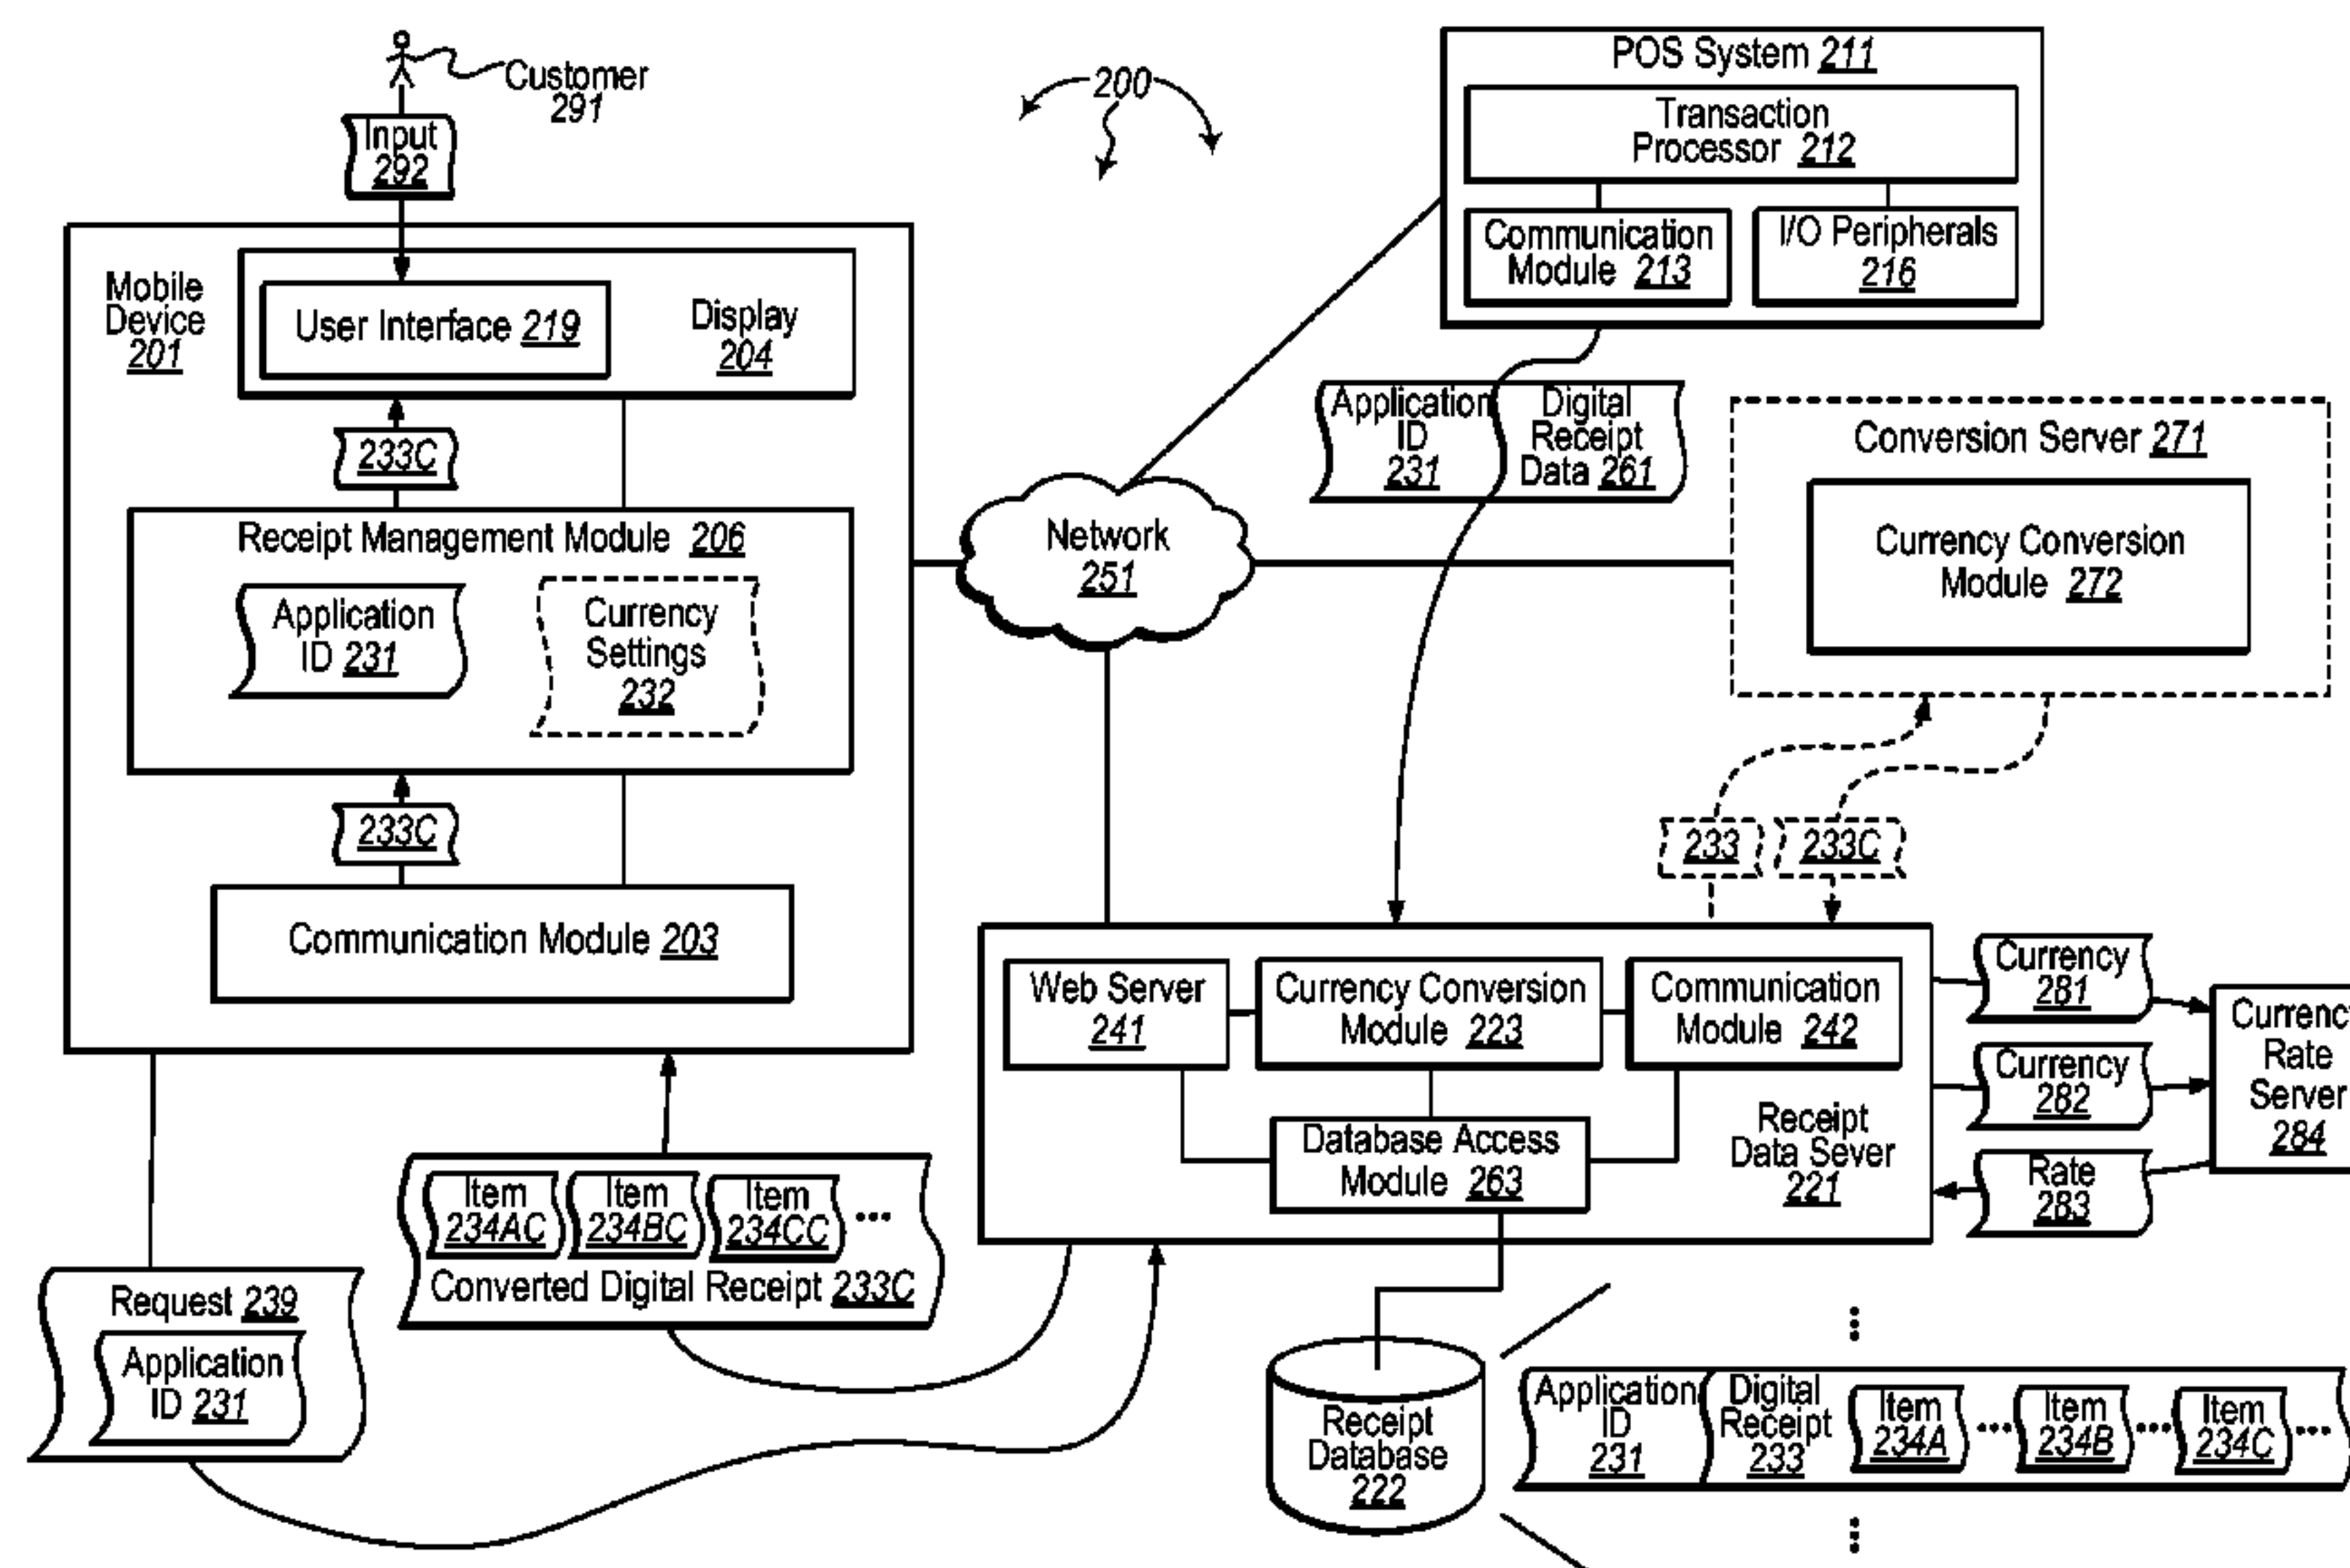 Customer
291
Input
292
200
POS System 211
Transaction
Processor 212
Communication
Module 213
I/O Peripherals
216
Mobile
Device
201
User Interface 219
Display
204
233C
Receipt Management Module 206
Application
ID 231
Currency
Settings
232
233C
Communication Module 203
Network
251
Application
ID
231
Digital
Receipt
Data 261
Conversion Server 271
Currency Conversion
Module 272
233
233C
Web Server
241
Currency Conversion
Module 223
Communication
Module 242
Database Access
Module 263
Receipt
Data Sever
221
Currency
281
Currency
282
Rate
283
Currency
Rate
Server
284
Item
234AC
Item
234BC
Item
234CC
...
Converted Digital Receipt 233C
Request 239
Application
ID 231
Receipt
Database
222
Application
ID
231
Digital
Receipt
233
Item
234A
...
Item
234B
...
Item
234C
...